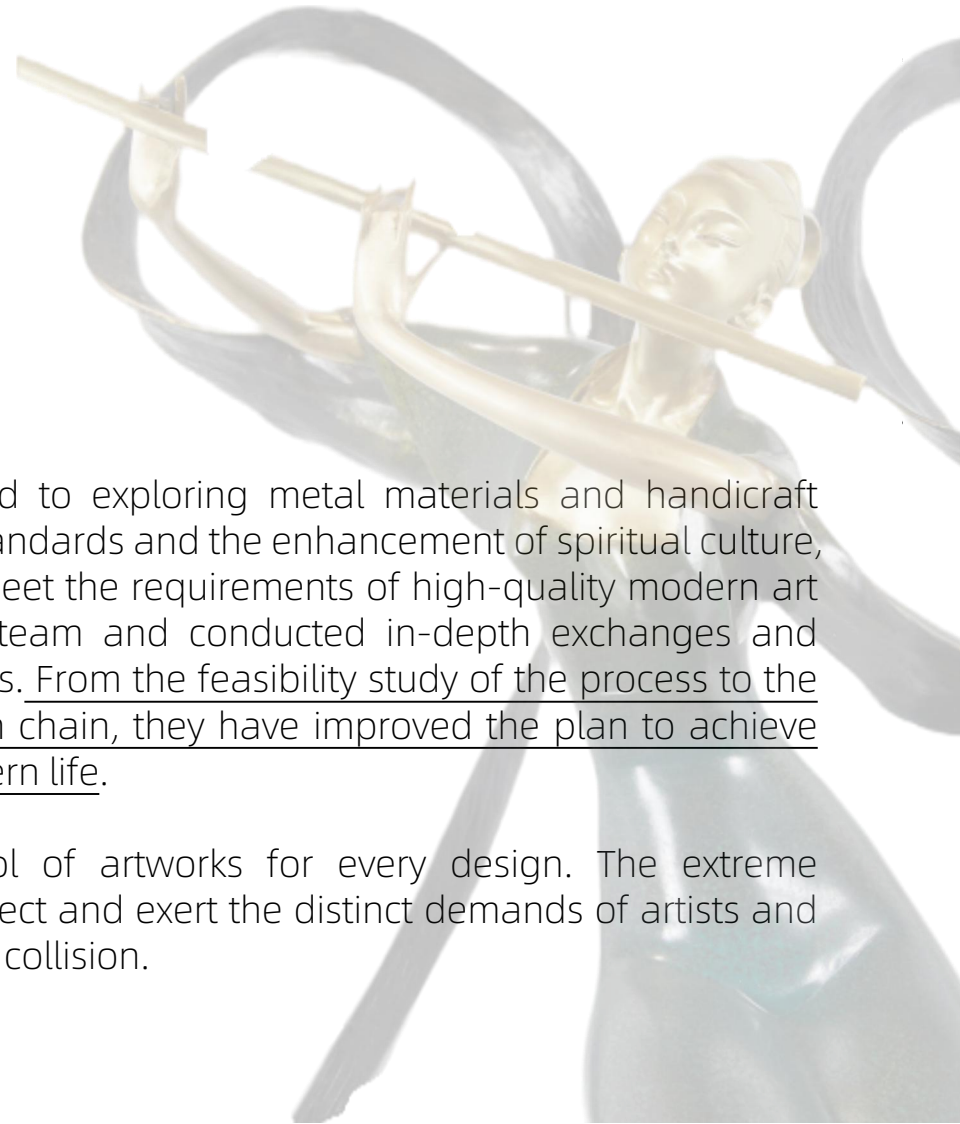 d to exploring metal materials and handicraft
andards and the enhancement of spiritual culture,
eet the requirements of high-quality modern art
team and conducted in-depth exchanges and
s. From the feasibility study of the process to the
n chain, they have improved the plan to achieve
ern life.
ol of artworks for every design. The extreme
ect and exert the distinct demands of artists and
collision.